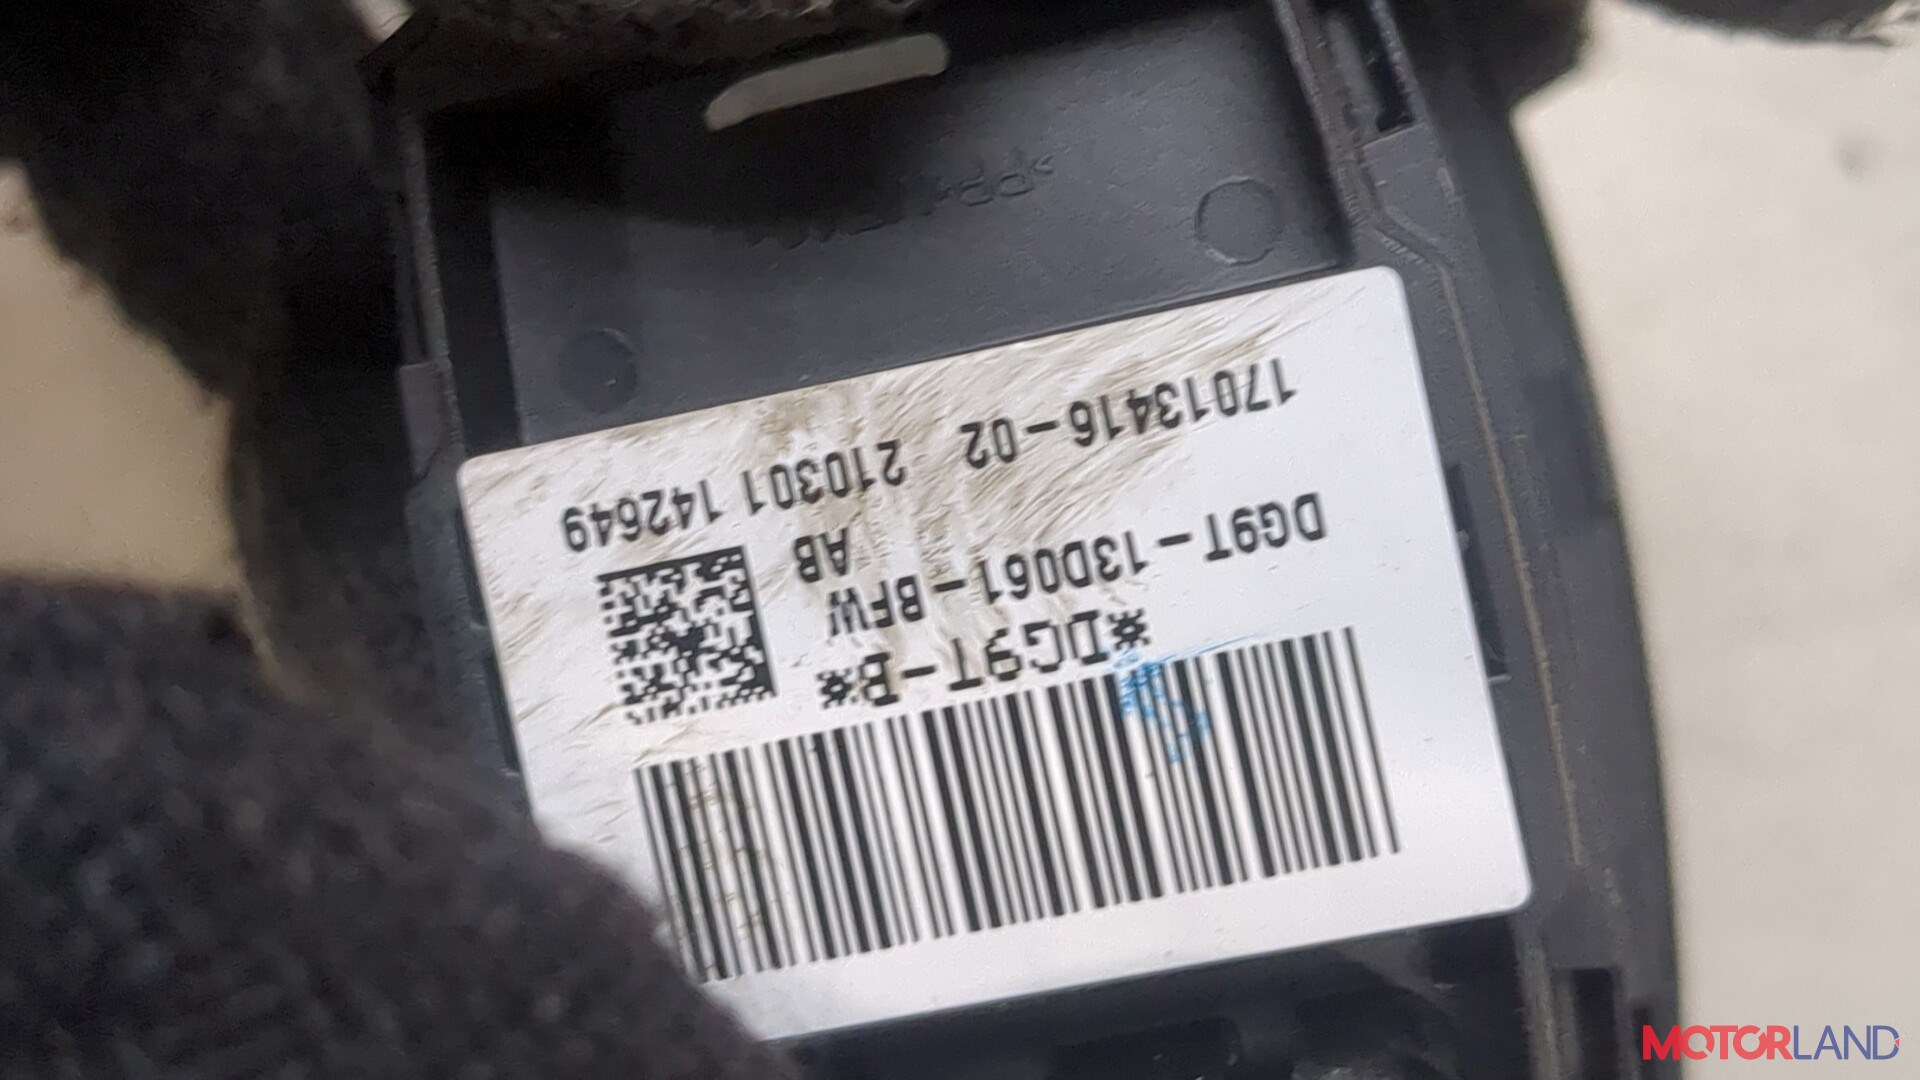 *DG9T-B*
DG9T-13D061-BFW
AB
17013416-02 210301 142649
MOTORLAND